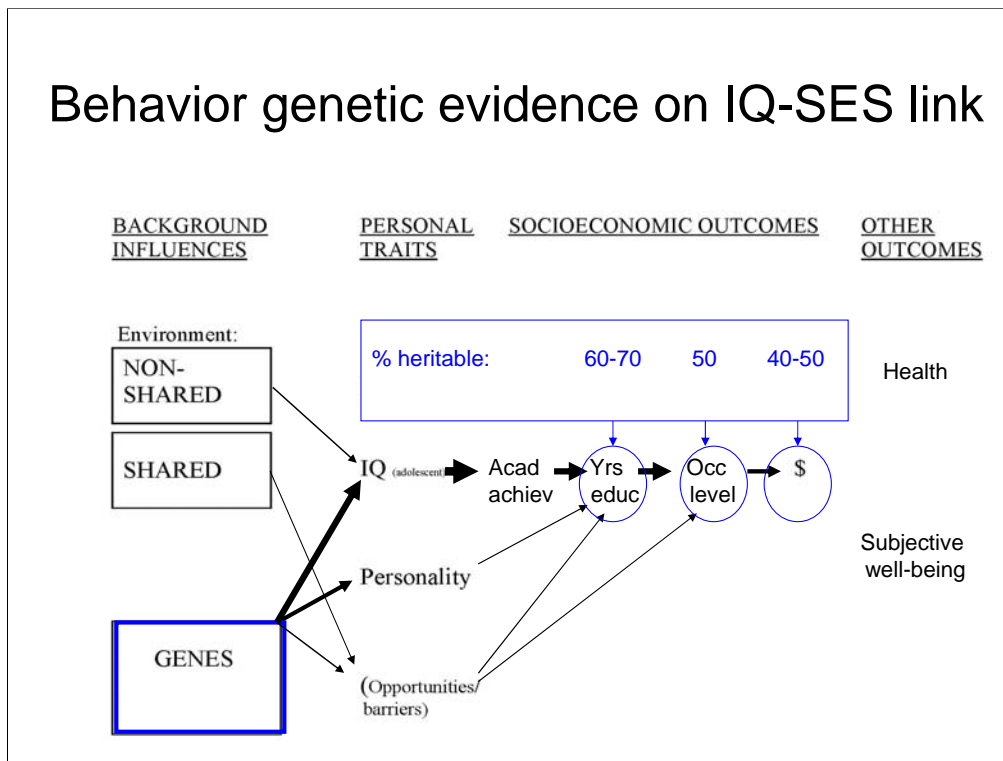 Behavior genetic evidence on IQ-SES link
BACKGROUND
INFLUENCES
PERSONAL
TRAITS
SOCIOECONOMIC OUTCOMES
OTHER
OUTCOMES
Environment:
NON-
SHARED
SHARED
GENES
% heritable: 60-70 50 40-50
IQ (adolescent)
Acad
achiev
Yrs
educ
Occ
level
$
Personality
(Opportunities/
barriers)
Health
Subjective
well-being